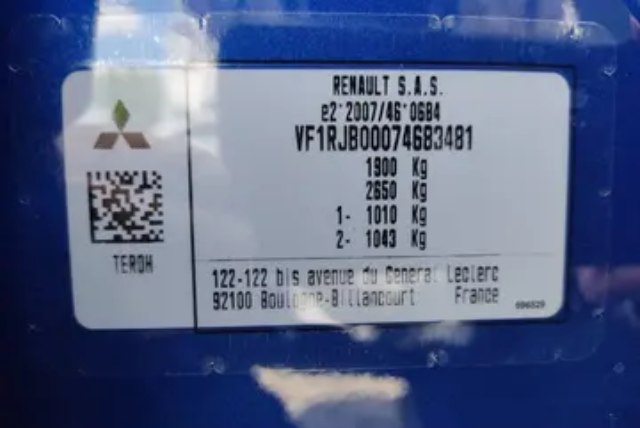 RENAULT S.A.S.
e2*2007/46*0684
VF1RJB00074683481
1900 Kg
2650 Kg
1- 1010 Kg
2- 1043 Kg
TERDH
122-122 bis avenue du General Leclerc
92100 Boulogne-Billancourt France